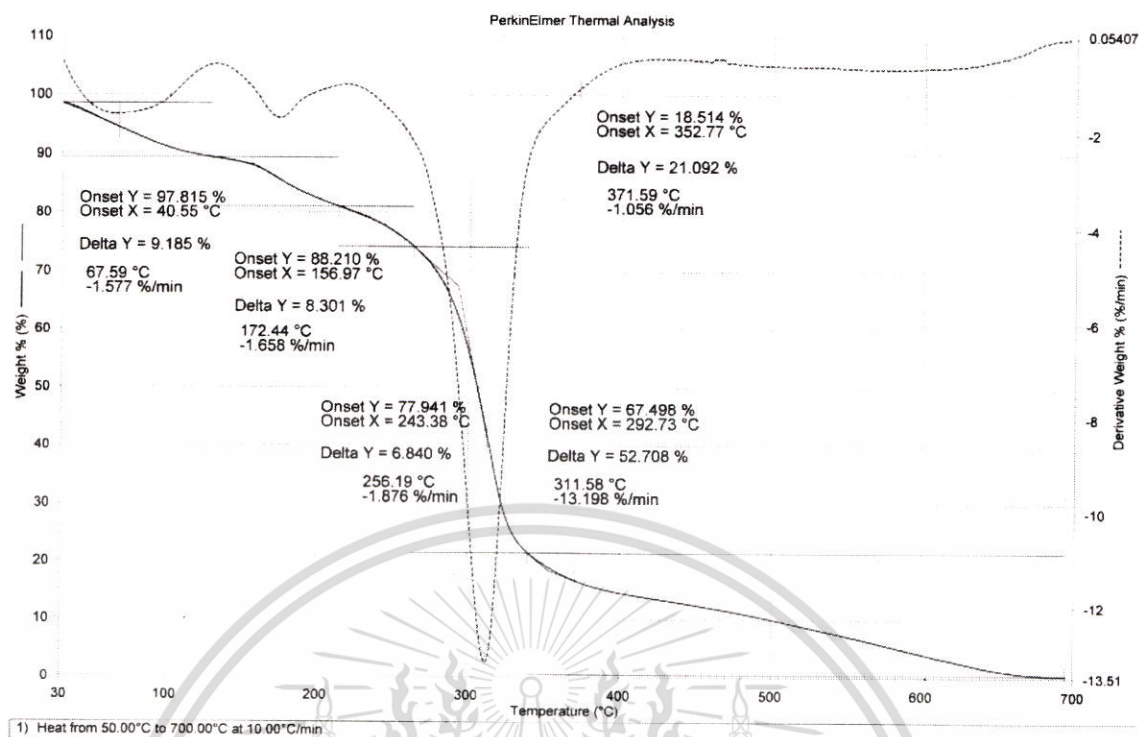 PerkinElmer Thermal Analysis
110
100
90
80
70
60
50
40
30
20
10
0
Weight % (%)
Onset Y = 97.815 %
Onset X = 40.55 °C
Delta Y = 9.185 %
67.59 °C
-1.577 %/min
Onset Y = 88.210 %
Onset X = 156.97 °C
Delta Y = 8.301 %
172.44 °C
-1.658 %/min
Onset Y = 77.941 %
Onset X = 243.38 °C
Delta Y = 6.840 %
256.19 °C
-1.876 %/min
Onset Y = 18.514 %
Onset X = 352.77 °C
Delta Y = 21.092 %
371.59 °C
-1.056 %/min
Onset Y = 67.498 %
Onset X = 292.73 °C
Delta Y = 52.708 %
311.58 °C
-13.198 %/min
0.05407
-2
-4
-6
-8
-10
-12
-13.51
Derivative Weight % (%/min)
30
100
200
300
400
500
600
700
Temperature (°C)
1) Heat from 50.00°C to 700.00°C at 10.00°C/min